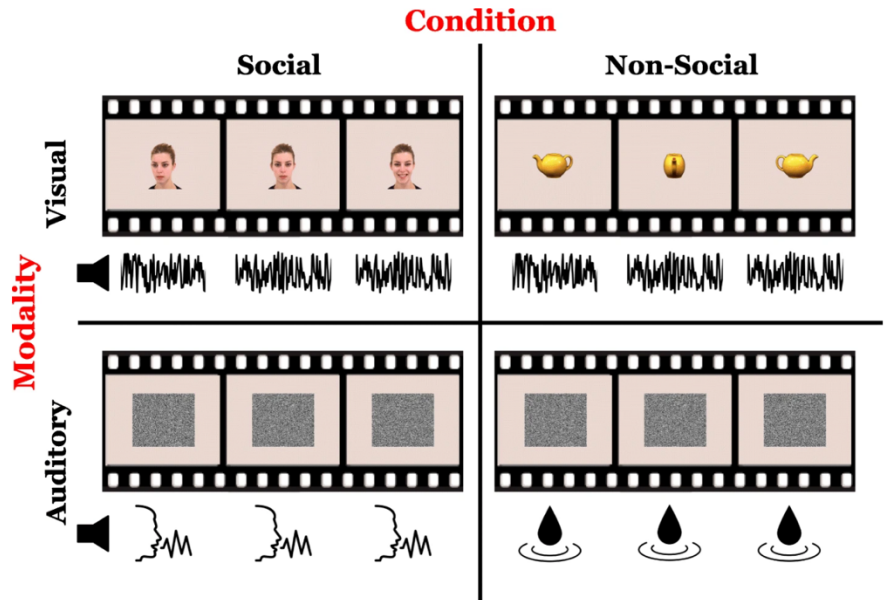 Condition
Social
Non-Social
Modality
Visual
Auditory